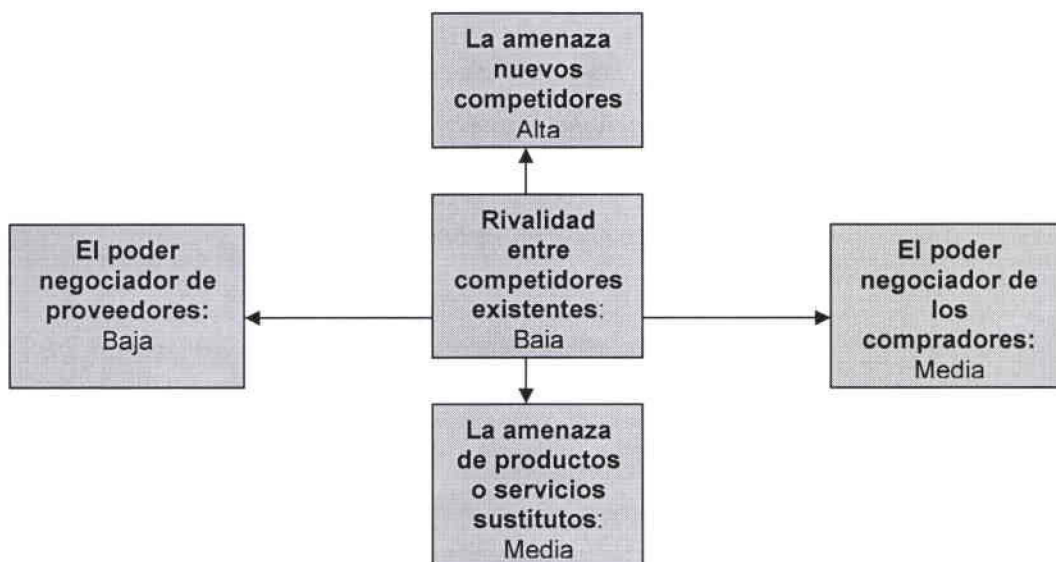 La amenaza
nuevos
competidores
Alta
Rivalidad
entre
competidores
existentes:
Baia
El poder
negociador de
proveedores:
Baja
El poder
negociador de
los
compradores:
Media
La amenaza
de productos
o servicios
sustitutos:
Media